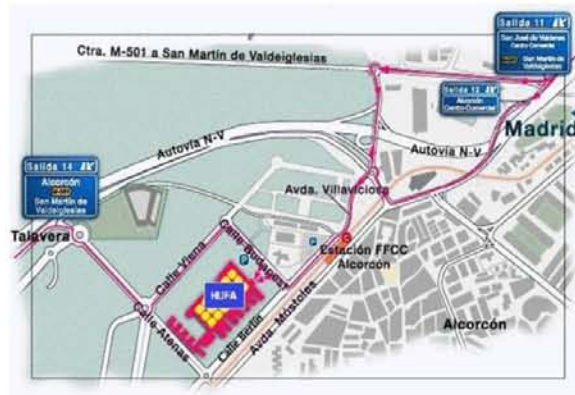 Salida 11
San José de Valderas
Centro Comercial
San Martín de
Valdeiglesias
Ctra. M-501 a San Martín de Valdeiglesias
Salida 12
Alcorcón
Centro Comercial
Madrid
Autovía N-V
Autovía N-V
Salida 14
Alcorcón
San Martín de
Valdeiglesias
Avda. Villaviciosa
Talavera
Calle Viena
Calle Budapest
P
P
Estación FFCC
Alcorcón
HUFA
Calle Atenas
Calle Berlín
Avda. Móstoles
Alcorcón